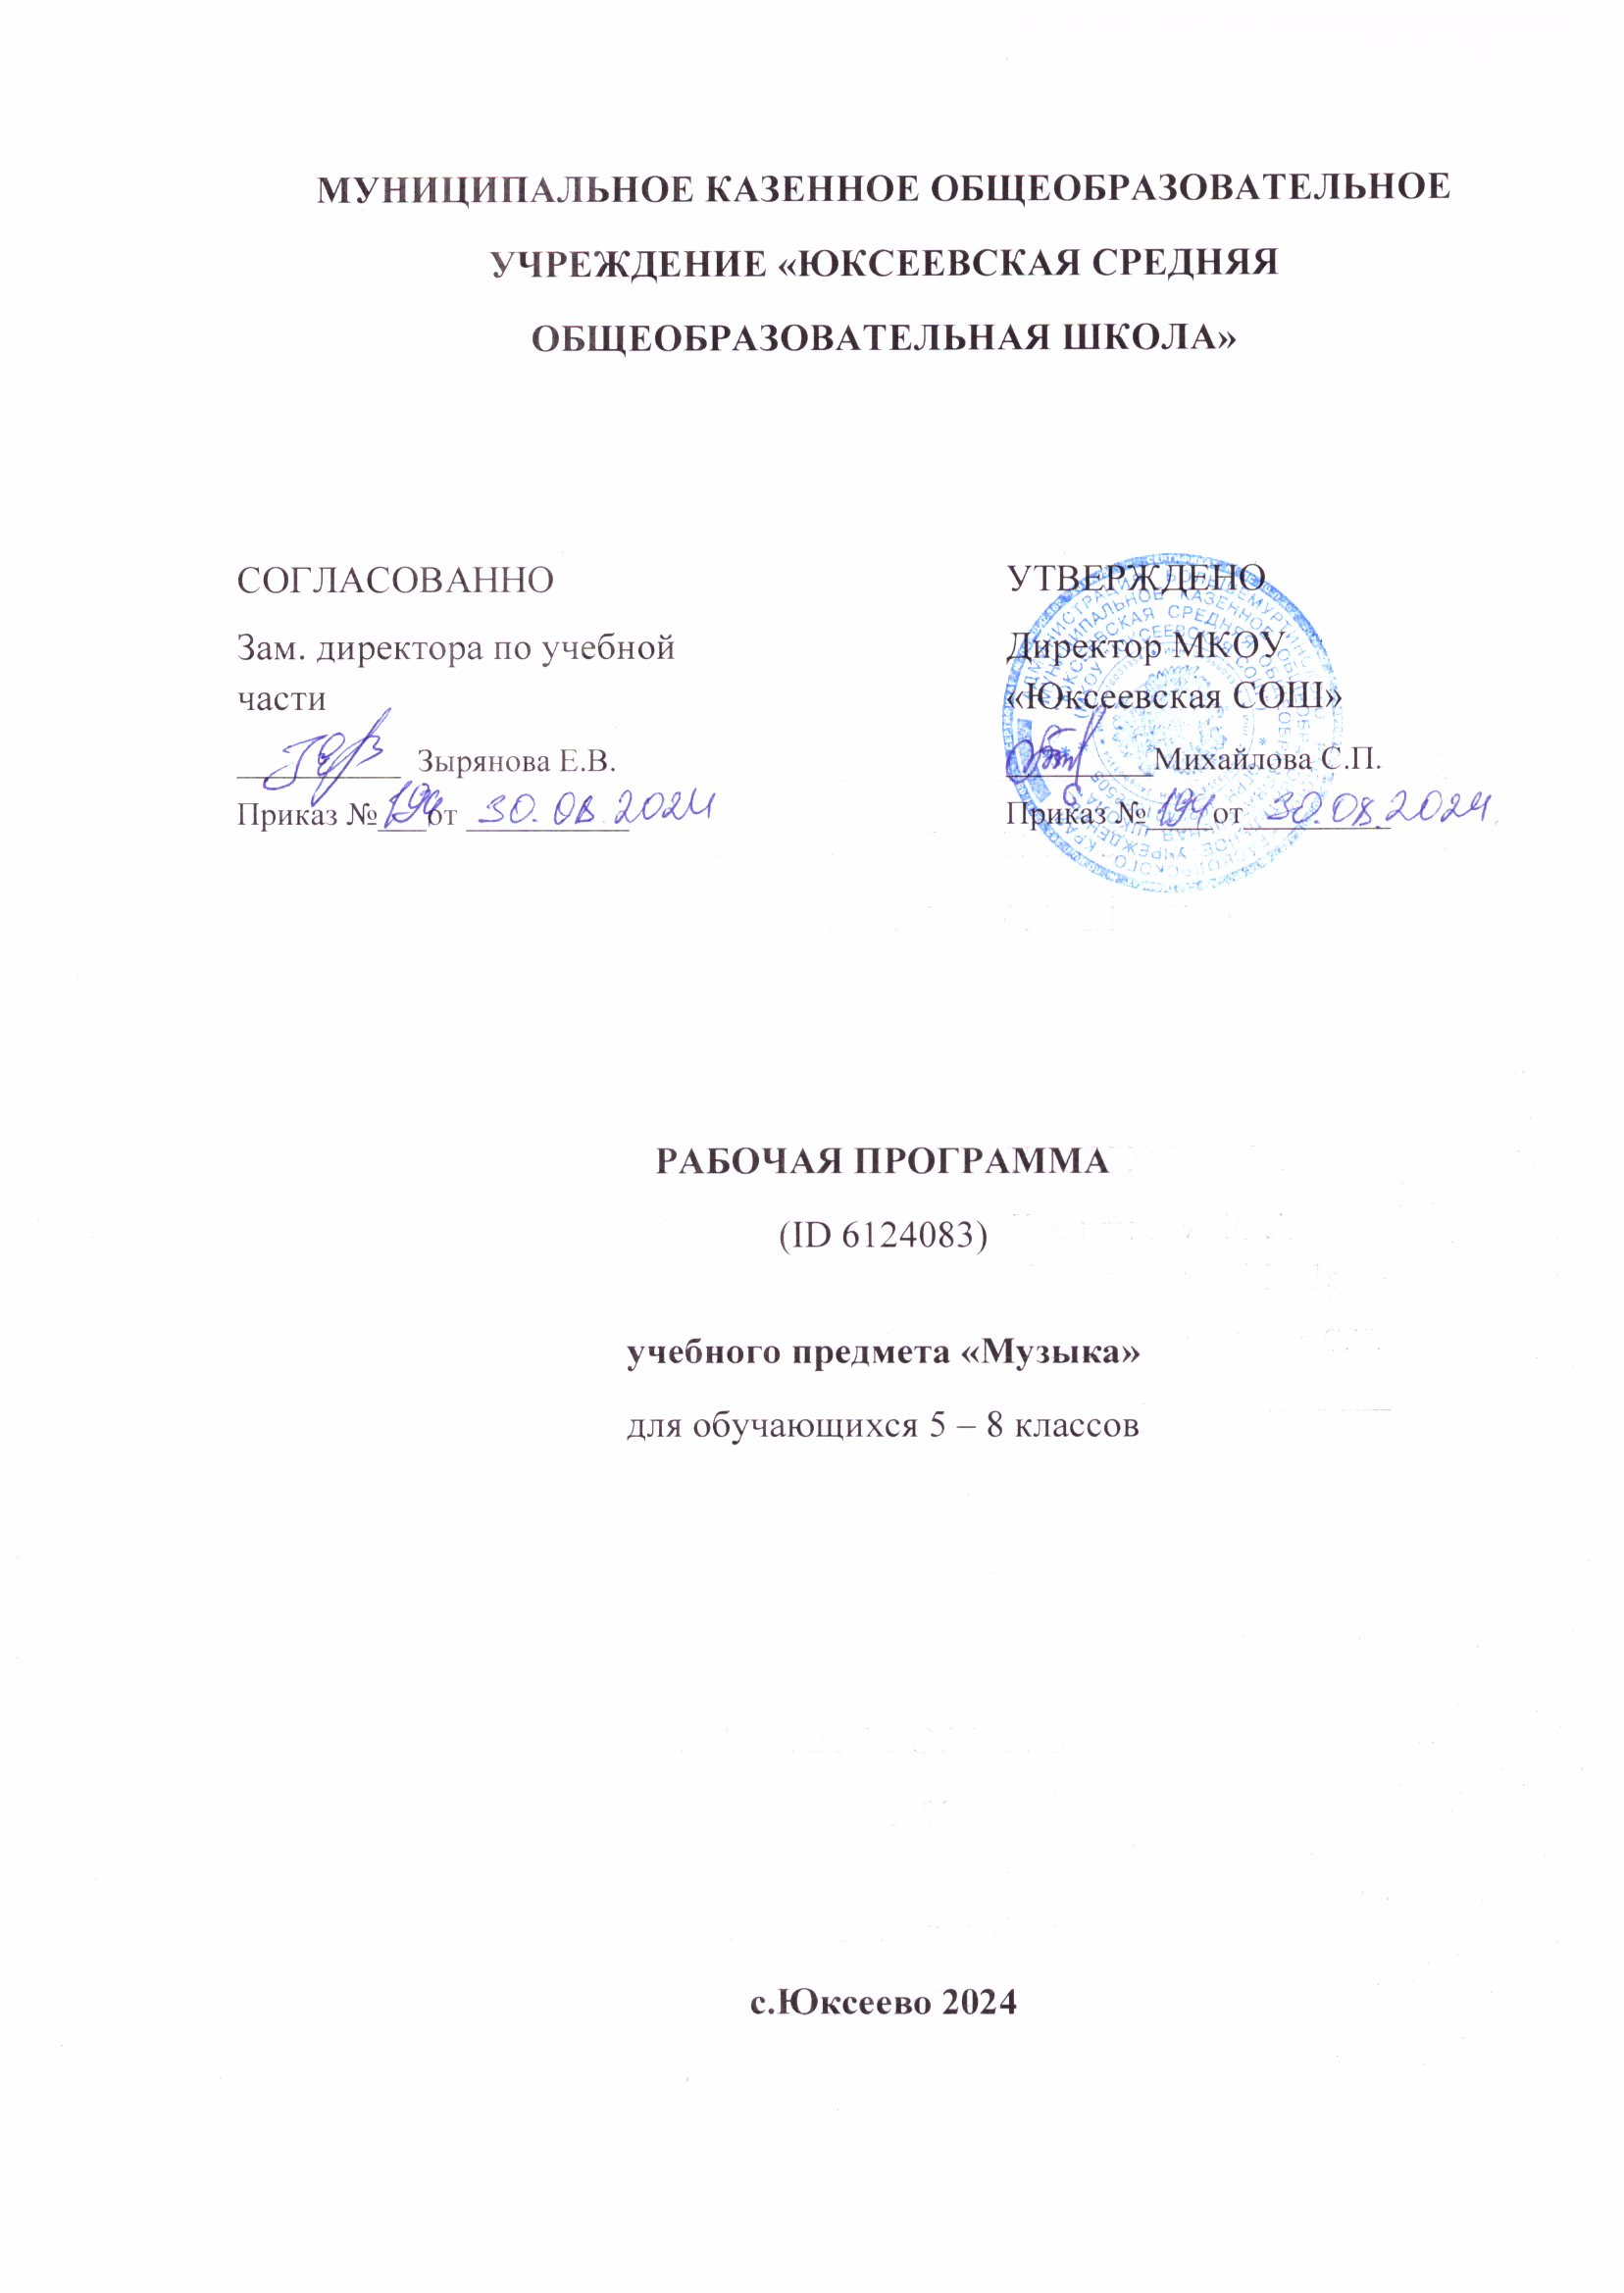 МУНИЦИПАЛЬНОЕ КАЗЕННОЕ ОБЩЕОБРАЗОВАТЕЛЬНОЕ
УЧРЕЖДЕНИЕ «ЮКСЕЕВСКАЯ СРЕДНЯЯ
ОБЩЕОБРАЗОВАТЕЛЬНАЯ ШКОЛА»
СОГЛАСОВАННО
Зам. директора по учебной
части
Зырянова Е.В.
Приказ № 194 от 30.08 2024
УТВЕРЖДЕНО
Директор МКОУ
«Юксеевская СОШ»
Михайлова С.П.
Приказ № 194 от 30.08.2024
РАБОЧАЯ ПРОГРАММА
(ID 6124083)
учебного предмета «Музыка»
для обучающихся 5 – 8 классов
с.Юксеево 2024